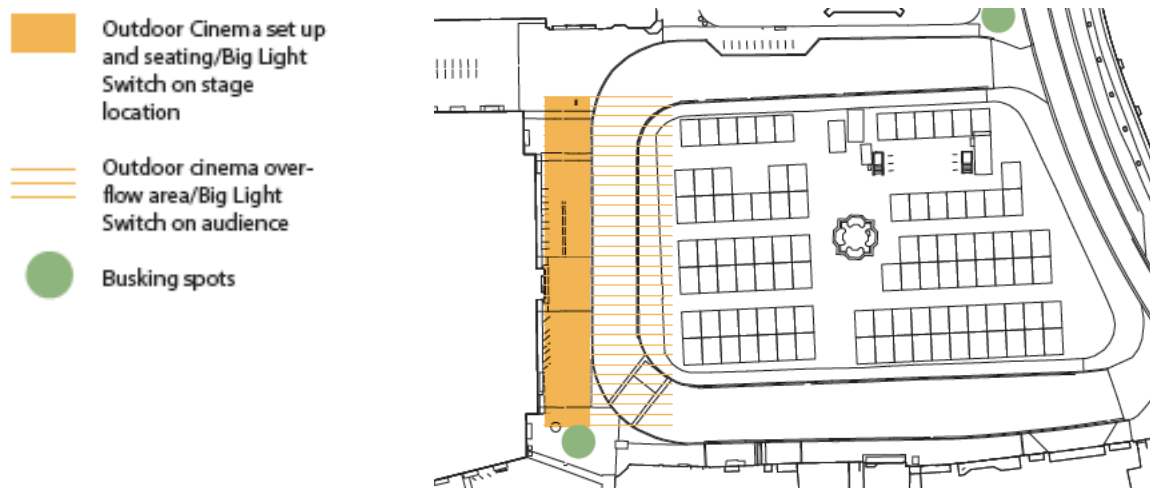 Outdoor Cinema set up
and seating/Big Light
Switch on stage
location
Outdoor cinema over-
flow area/Big Light
Switch on audience
Busking spots